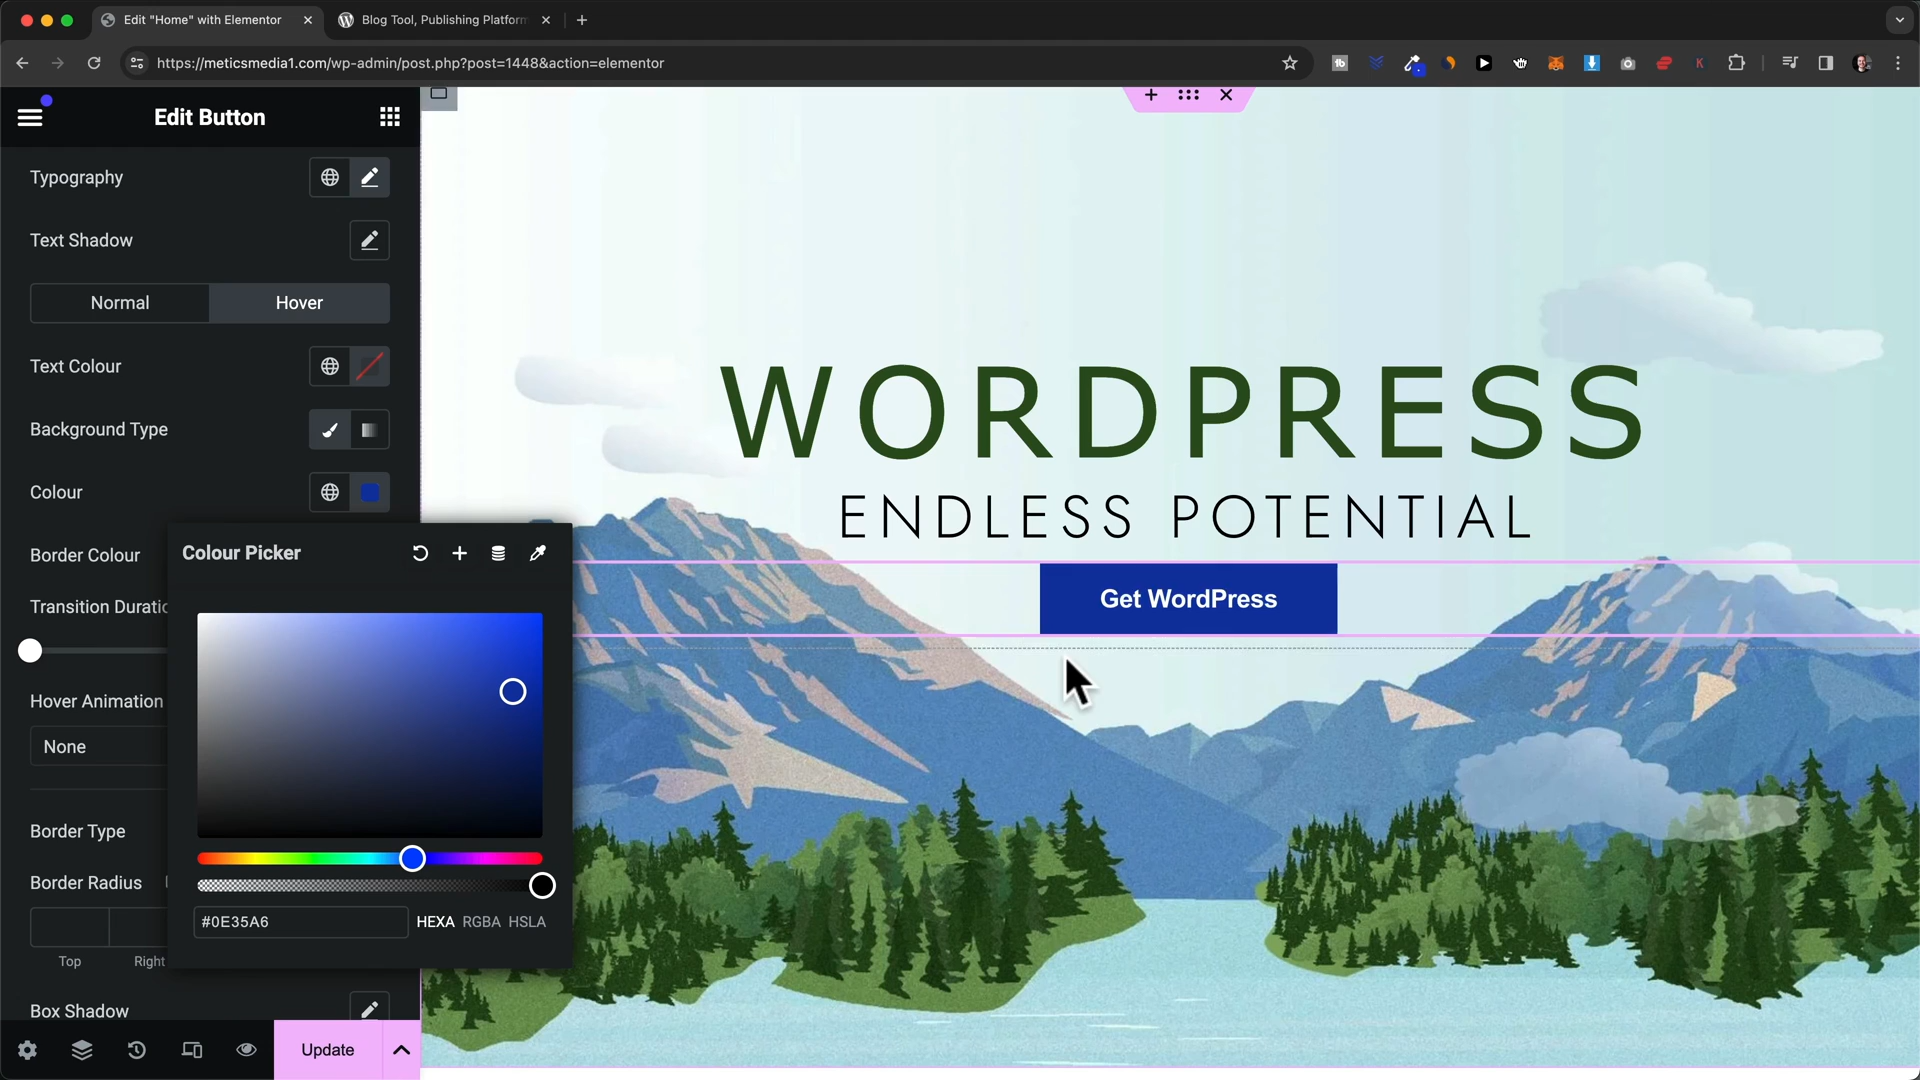 Edit "Home" with Elementor
Blog Tool, Publishing Platform
https://meticsmedia1.com/wp-admin/post.php?post=1448&action=elementor
Edit Button
Typography
Text Shadow
Normal
Hover
Text Colour
Background Type
Colour
Border Colour
Transition Duratio
Hover Animation
None
Border Type
Border Radius
Top
Right
Box Shadow
Update
Colour Picker
#0E35A6
HEXA RGBA HSLA
WORDPRESS
ENDLESS POTENTIAL
Get WordPress